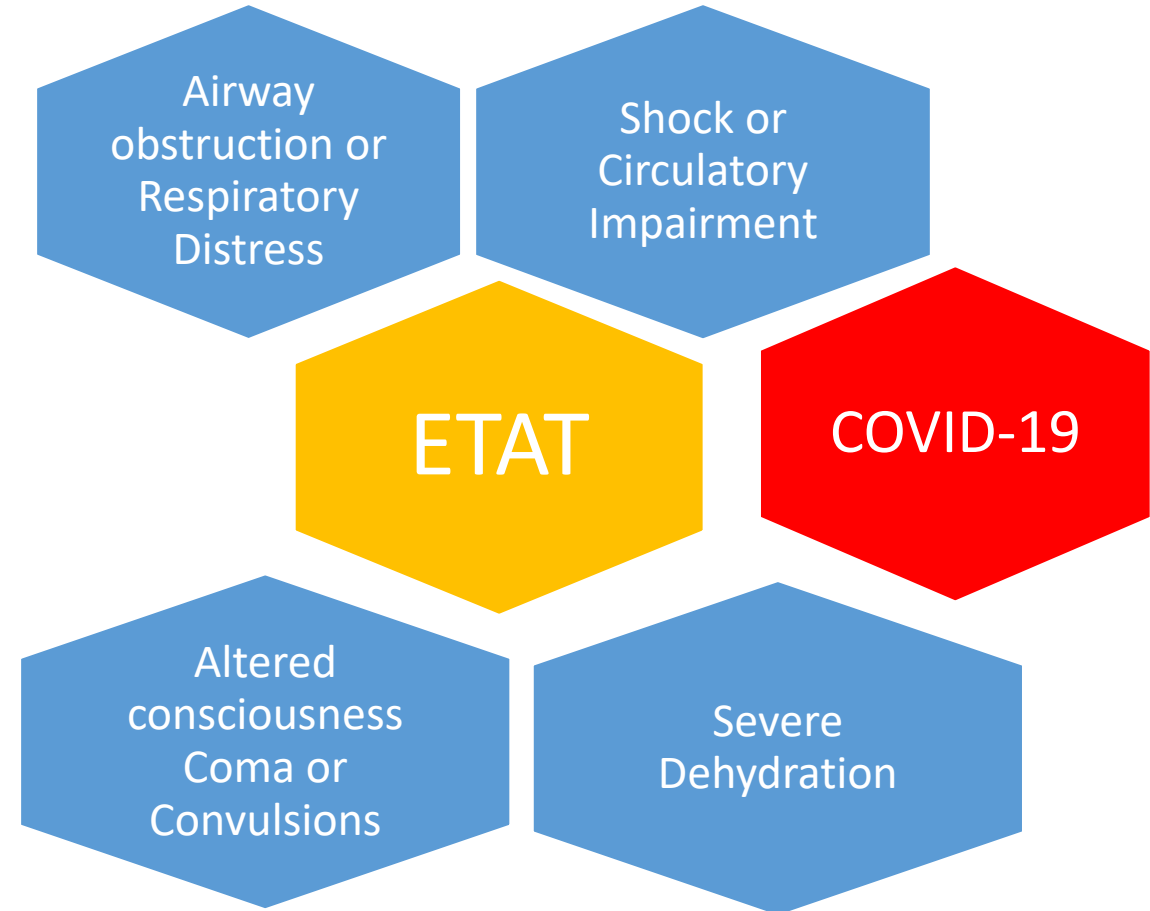 Airway
obstruction or
Respiratory
Distress
Shock or
Circulatory
Impairment
ETAT
COVID-19
Altered
consciousness
Coma or
Convulsions
Severe
Dehydration